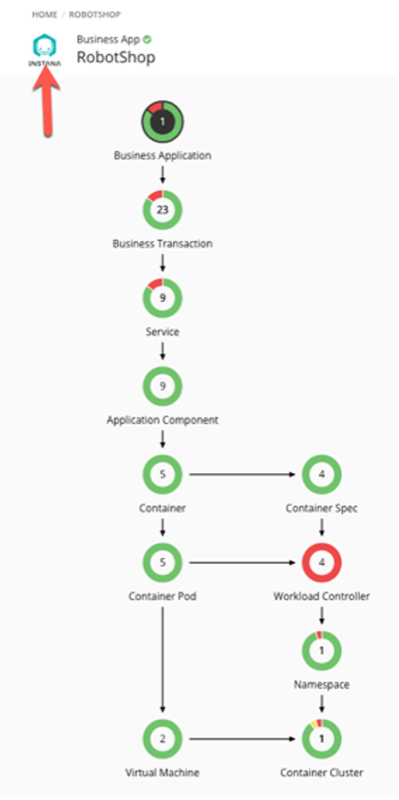 HOME / ROBOTSHOP
Business App
INSTANA
RobotShop
1
Business Application
23
Business Transaction
9
Service
9
Application Component
5
4
Container
Container Spec
5
4
Container Pod
Workload Controller
1
Namespace
2
1
Virtual Machine
Container Cluster